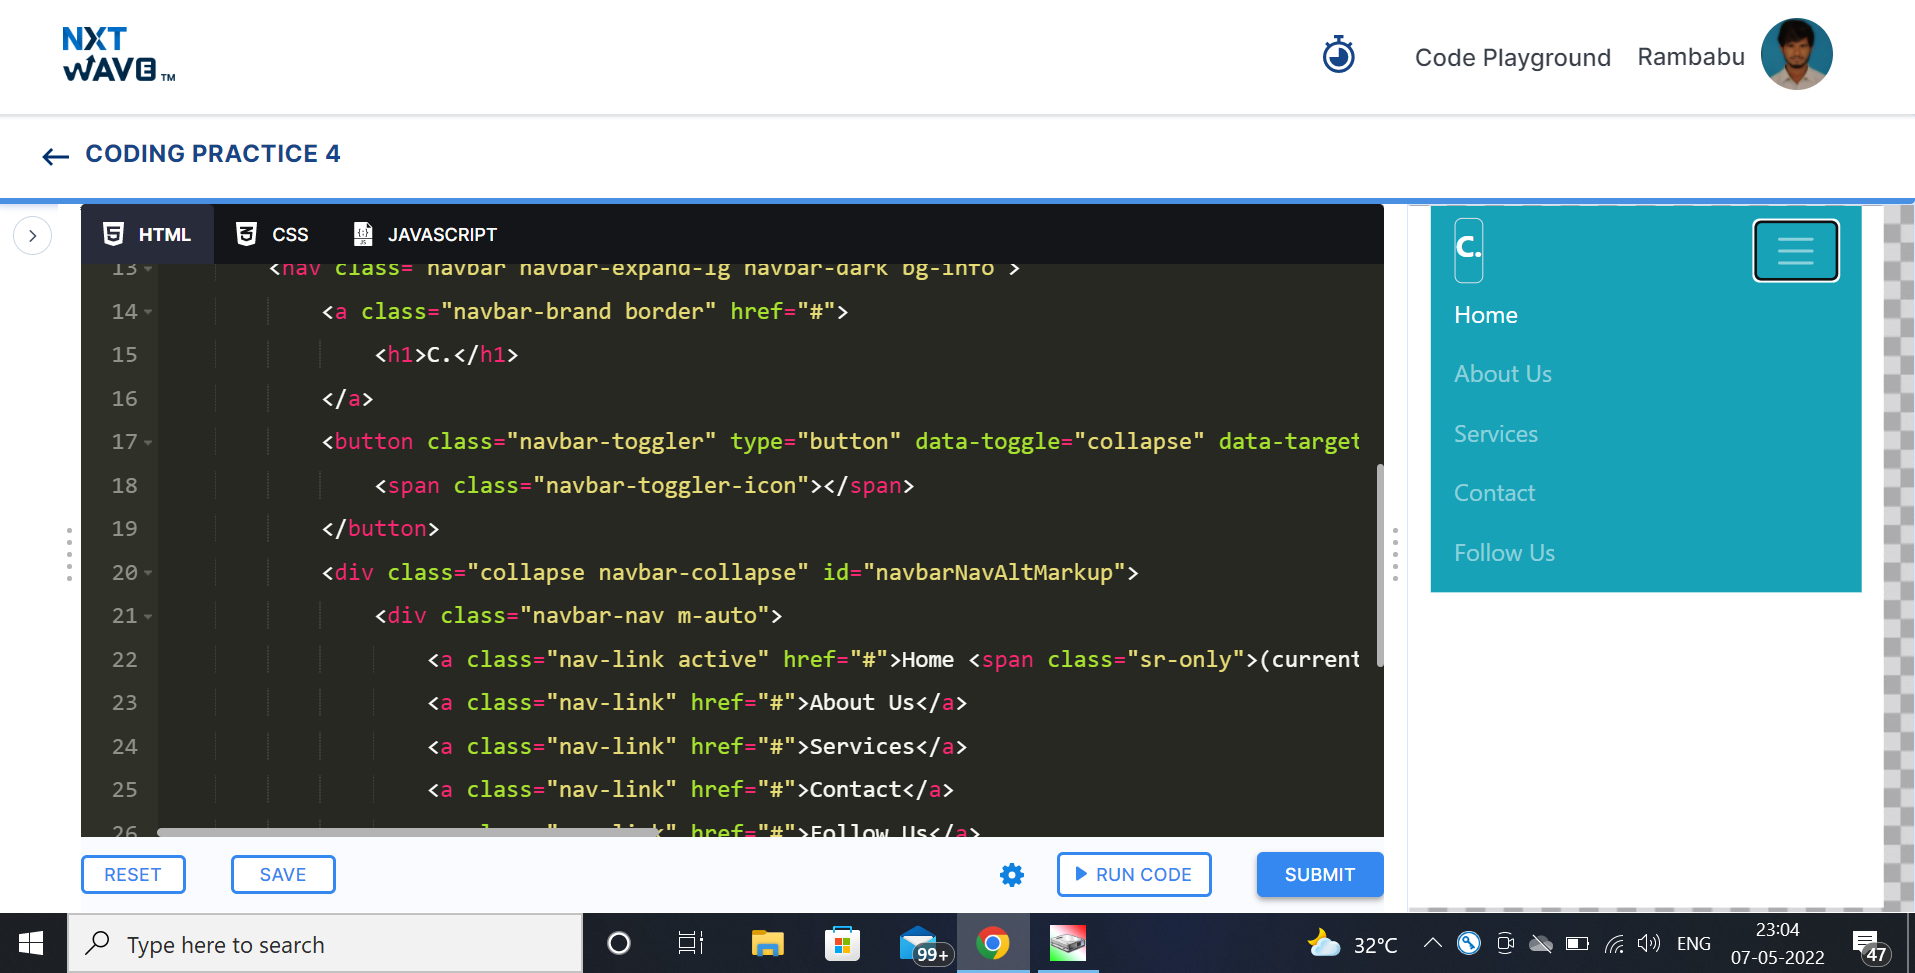 NXT
WAVE TM
Code Playground
Rambabu
CODING PRACTICE 4
HTML
CSS
JAVASCRIPT
13 <nav class="navbar navbar-expand-lg navbar-dark bg-info">
14 <a class="navbar-brand border" href="#">
15 <h1>C.</h1>
16 </a>
17 <button class="navbar-toggler" type="button" data-toggle="collapse" data-target
18 <span class="navbar-toggler-icon"></span>
19 </button>
20 <div class="collapse navbar-collapse" id="navbarNavAltMarkup">
21 <div class="navbar-nav m-auto">
22 <a class="nav-link active" href="#">Home <span class="sr-only">(current
23 <a class="nav-link" href="#">About Us</a>
24 <a class="nav-link" href="#">Services</a>
25 <a class="nav-link" href="#">Contact</a>
26 <a class="nav-link" href="#">Follow Us</a>
RESET
SAVE
RUN CODE
SUBMIT
C.
Home
About Us
Services
Contact
Follow Us
Type here to search
99+
32°C
ENG
23:04
07-05-2022
47